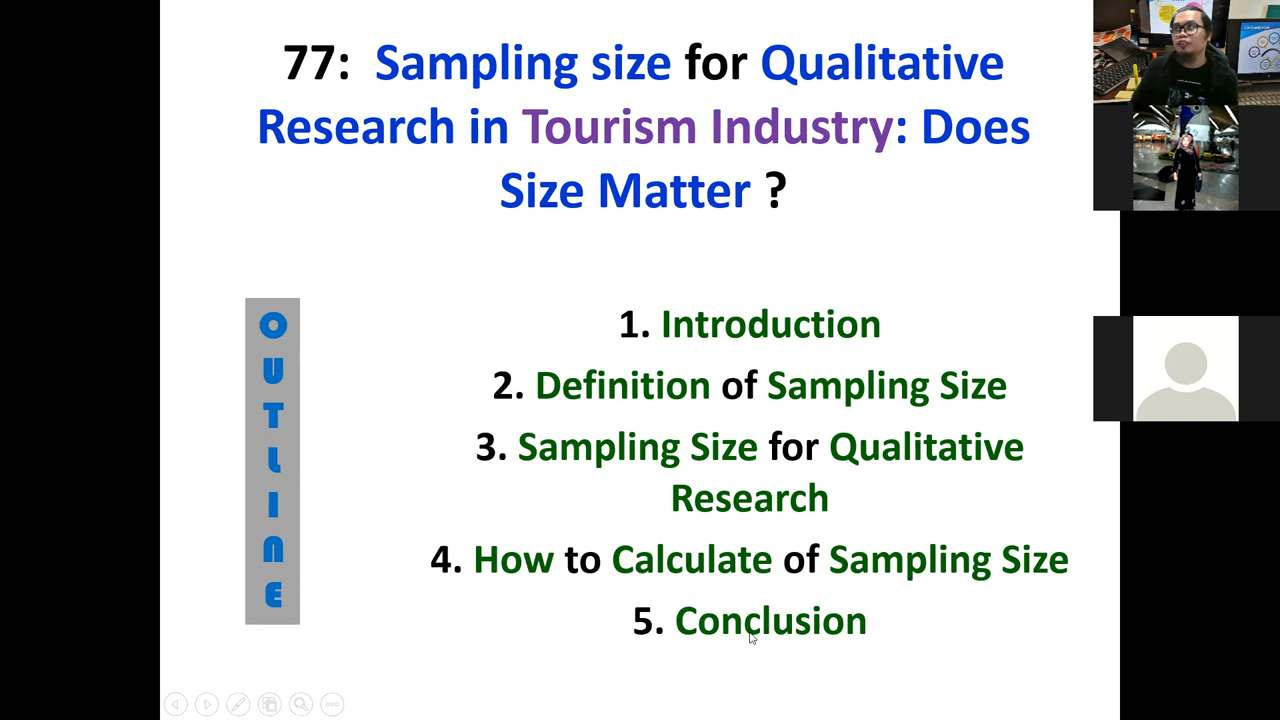 77: Sampling size for Qualitative
Research in Tourism Industry: Does
Size Matter ?
OUTLINE
1. Introduction
2. Definition of Sampling Size
3. Sampling Size for Qualitative
Research
4. How to Calculate of Sampling Size
5. Conclusion